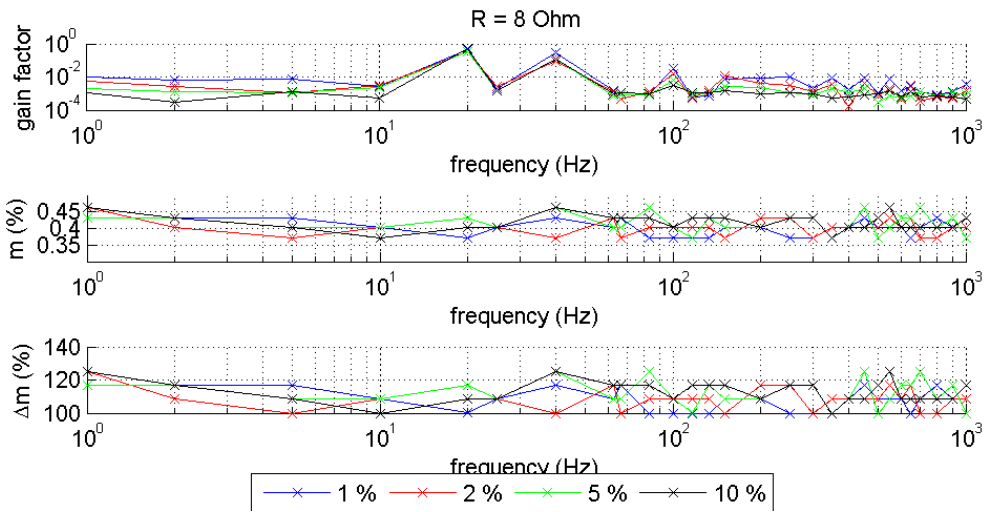 R = 8 Ohm
10^0
10^-2
10^-4
gain factor
10^0 10^1 10^2 10^3
frequency (Hz)
0.45
0.4
0.35
m (%)
10^0 10^1 10^2 10^3
frequency (Hz)
140
120
100
Δm (%)
10^0 10^1 10^2 10^3
frequency (Hz)
1 % 2 % 5 % 10 %